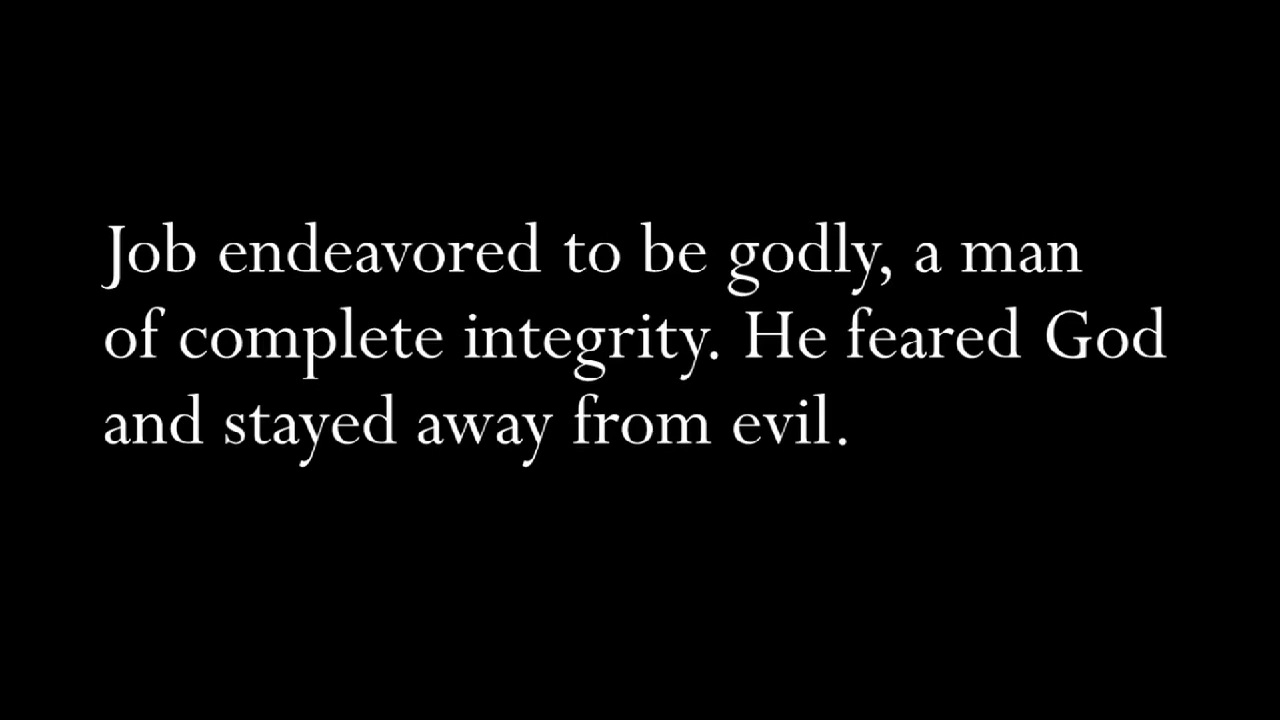 Job endeavored to be godly, a man
of complete integrity. He feared God
and stayed away from evil.